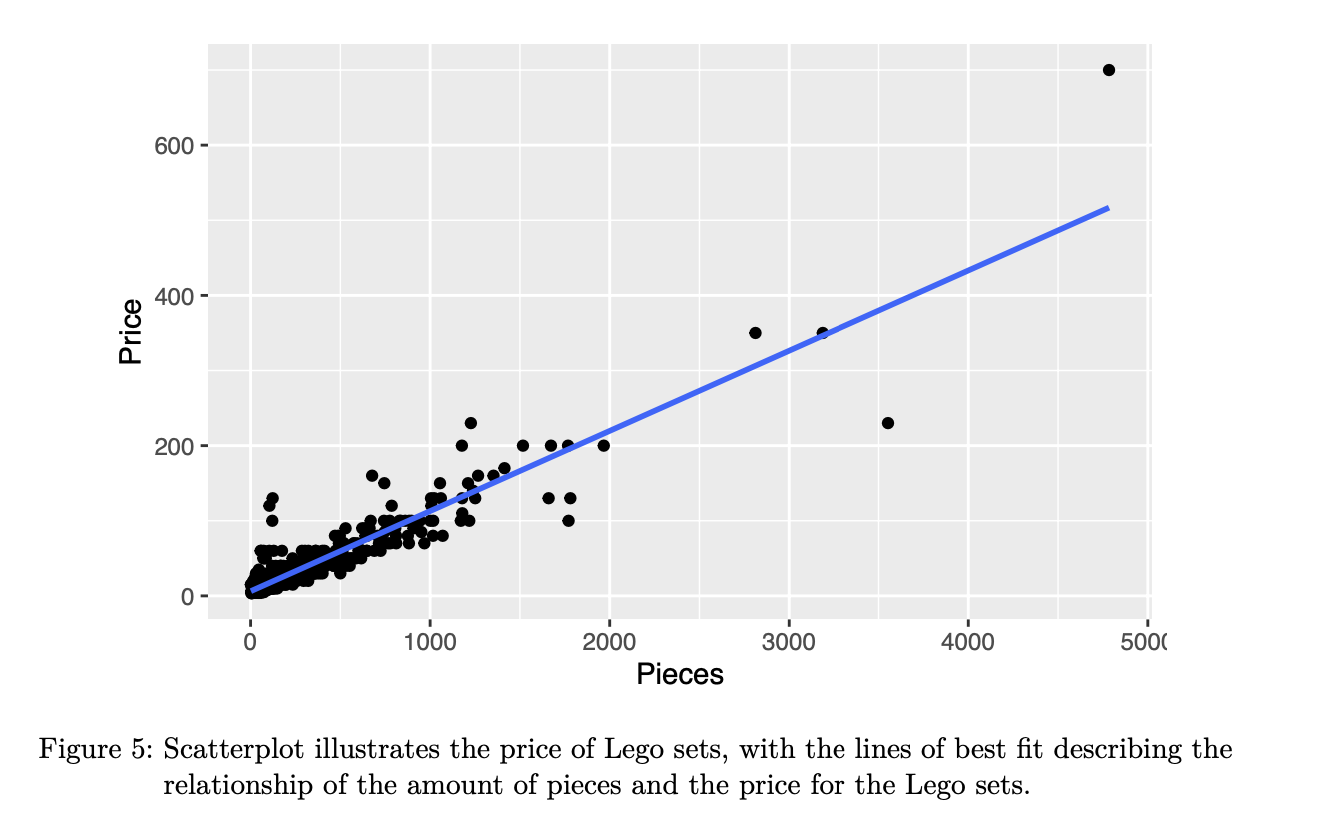 600
400
200
0
Price
0 1000 2000 3000 4000 5000
Pieces
Figure 5: Scatterplot illustrates the price of Lego sets, with the lines of best fit describing the
relationship of the amount of pieces and the price for the Lego sets.